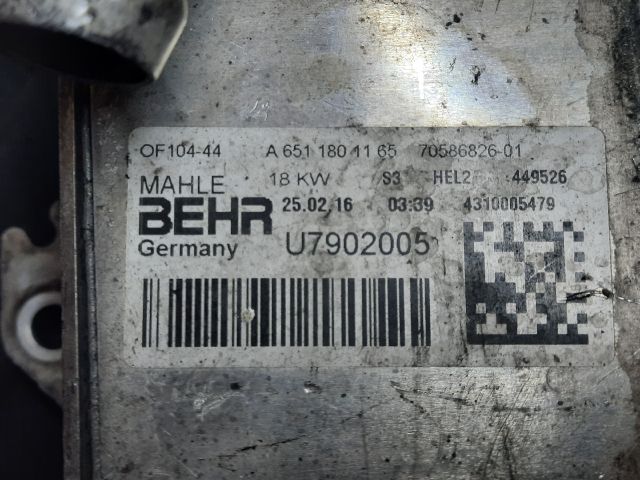 OF104-44 A 651 180 11 65 70586826-01
MAHLE 18 KW S3 HEL2 449526
BEHR 25.02.16 03:39 4310005479
Germany U7902005